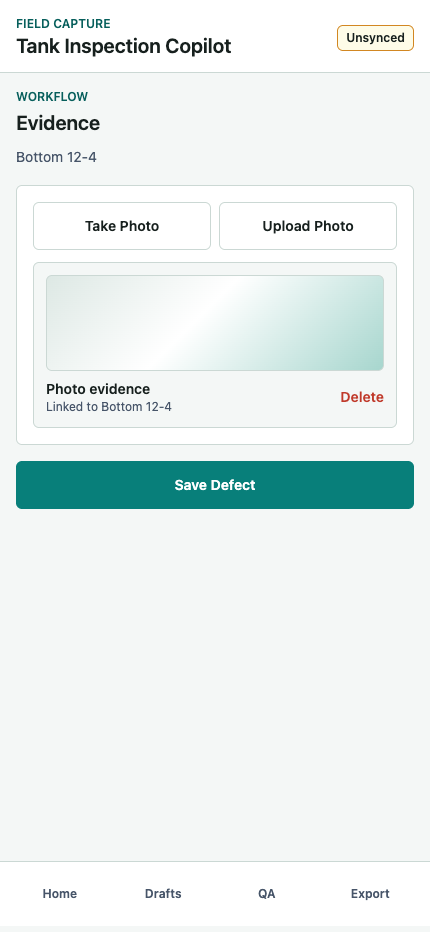 FIELD CAPTURE
Tank Inspection Copilot
Unsynced
WORKFLOW
Evidence
Bottom 12-4
Take Photo
Upload Photo
Photo evidence
Linked to Bottom 12-4
Delete
Save Defect
Home
Drafts
QA
Export